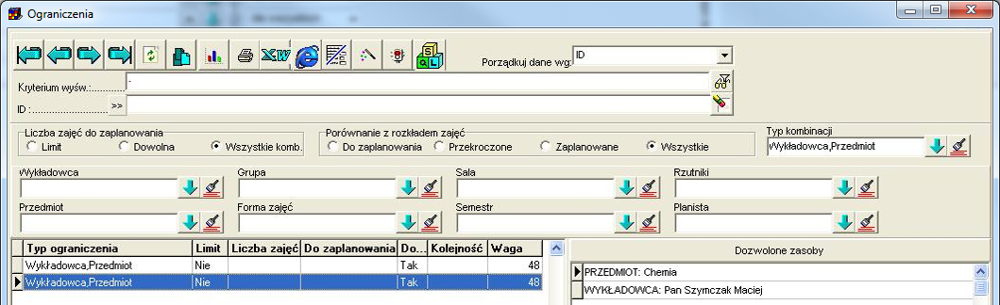 Ograniczenia
XW
SQL
Porządkuj dane wg: ID
Kryterium wyśw.:............ -
ID :............................ >>
Liczba zajęć do zaplanowania
Limit Dowolna Wszystkie komb.
Porównanie z rozkładem zajęć
Do zaplanowania Przekroczone Zaplanowane Wszystkie
Typ kombinacji
Wykładowca,Przedmiot
Wykładowca Grupa Sala Rzutniki
Przedmiot Forma zajęć Semestr Planista
Typ ograniczenia Limit Liczba zajęć Do zaplanowania Do... Kolejność Waga
Wykładowca,Przedmiot Nie Tak 48
Wykładowca,Przedmiot Nie Tak 48
Dozwolone zasoby
PRZEDMIOT: Chemia
WYKŁADOWCA: Pan Szymczak Maciej